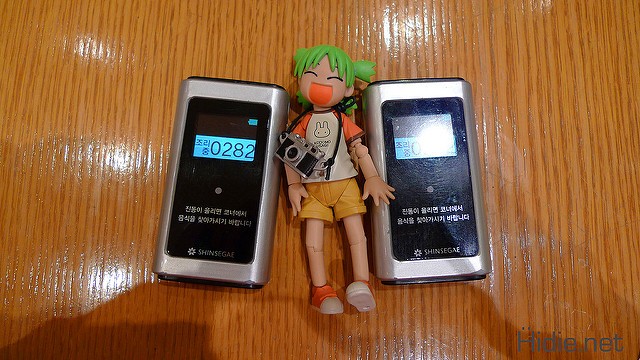 조리
중 0282
진동이 울리면 코너에서
음식을 찾아가시기 바랍니다
SHINSEGAE
조리
중
진동이 울리면 코너에서
음식을 찾아가시기 바랍니다
SHINSEGAE
Hidie.net